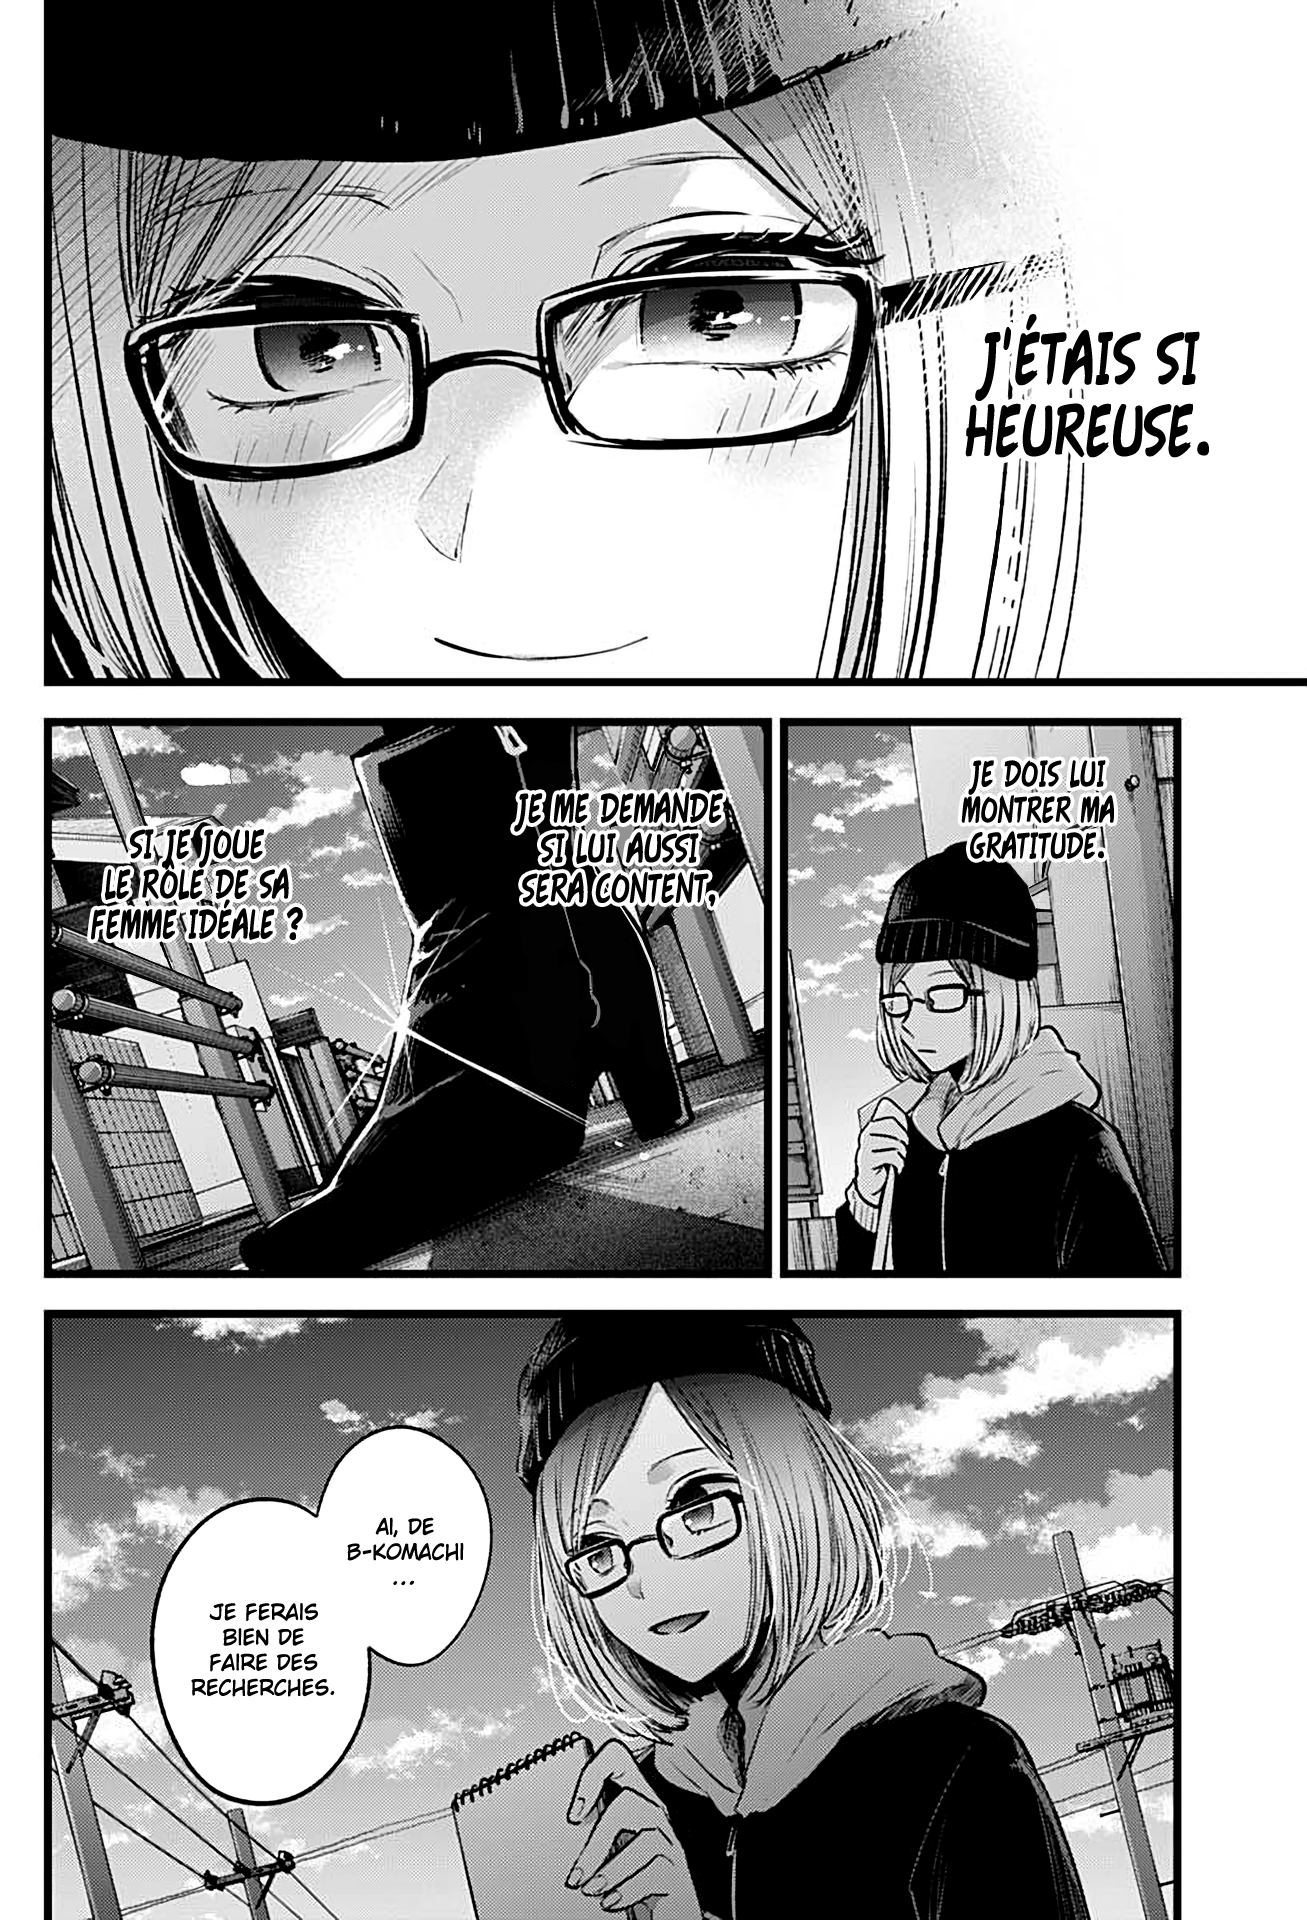 J'ÉTAIS SI
HEUREUSE.
JE DOIS LUI
MONTRER MA
GRATITUDE.
JE ME DEMANDE
SI LUI AUSSI
SERA CONTENT,
SI JE JOUE
LE RÔLE DE SA
FEMME IDÉALE ?
AI, DE
B-KOMACHI
...
JE FERAIS
BIEN DE
FAIRE DES
RECHERCHES.